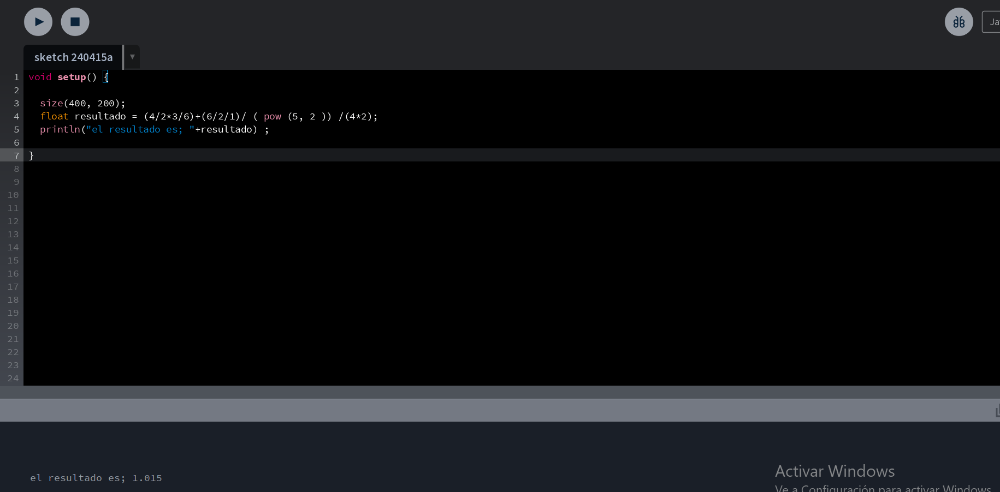 Ja
sketch 240415a ▼
1 void setup() {
2
3 size(400, 200);
4 float resultado = (4/2*3/6)+(6/2/1)/ ( pow (5, 2 )) /(4*2);
5 println("el resultado es; "+resultado) ;
6
7 }
8
9
10
11
12
13
14
15
16
17
18
19
20
21
22
23
24
el resultado es; 1.015
Activar Windows
Ve a Configuración para activar Windows.